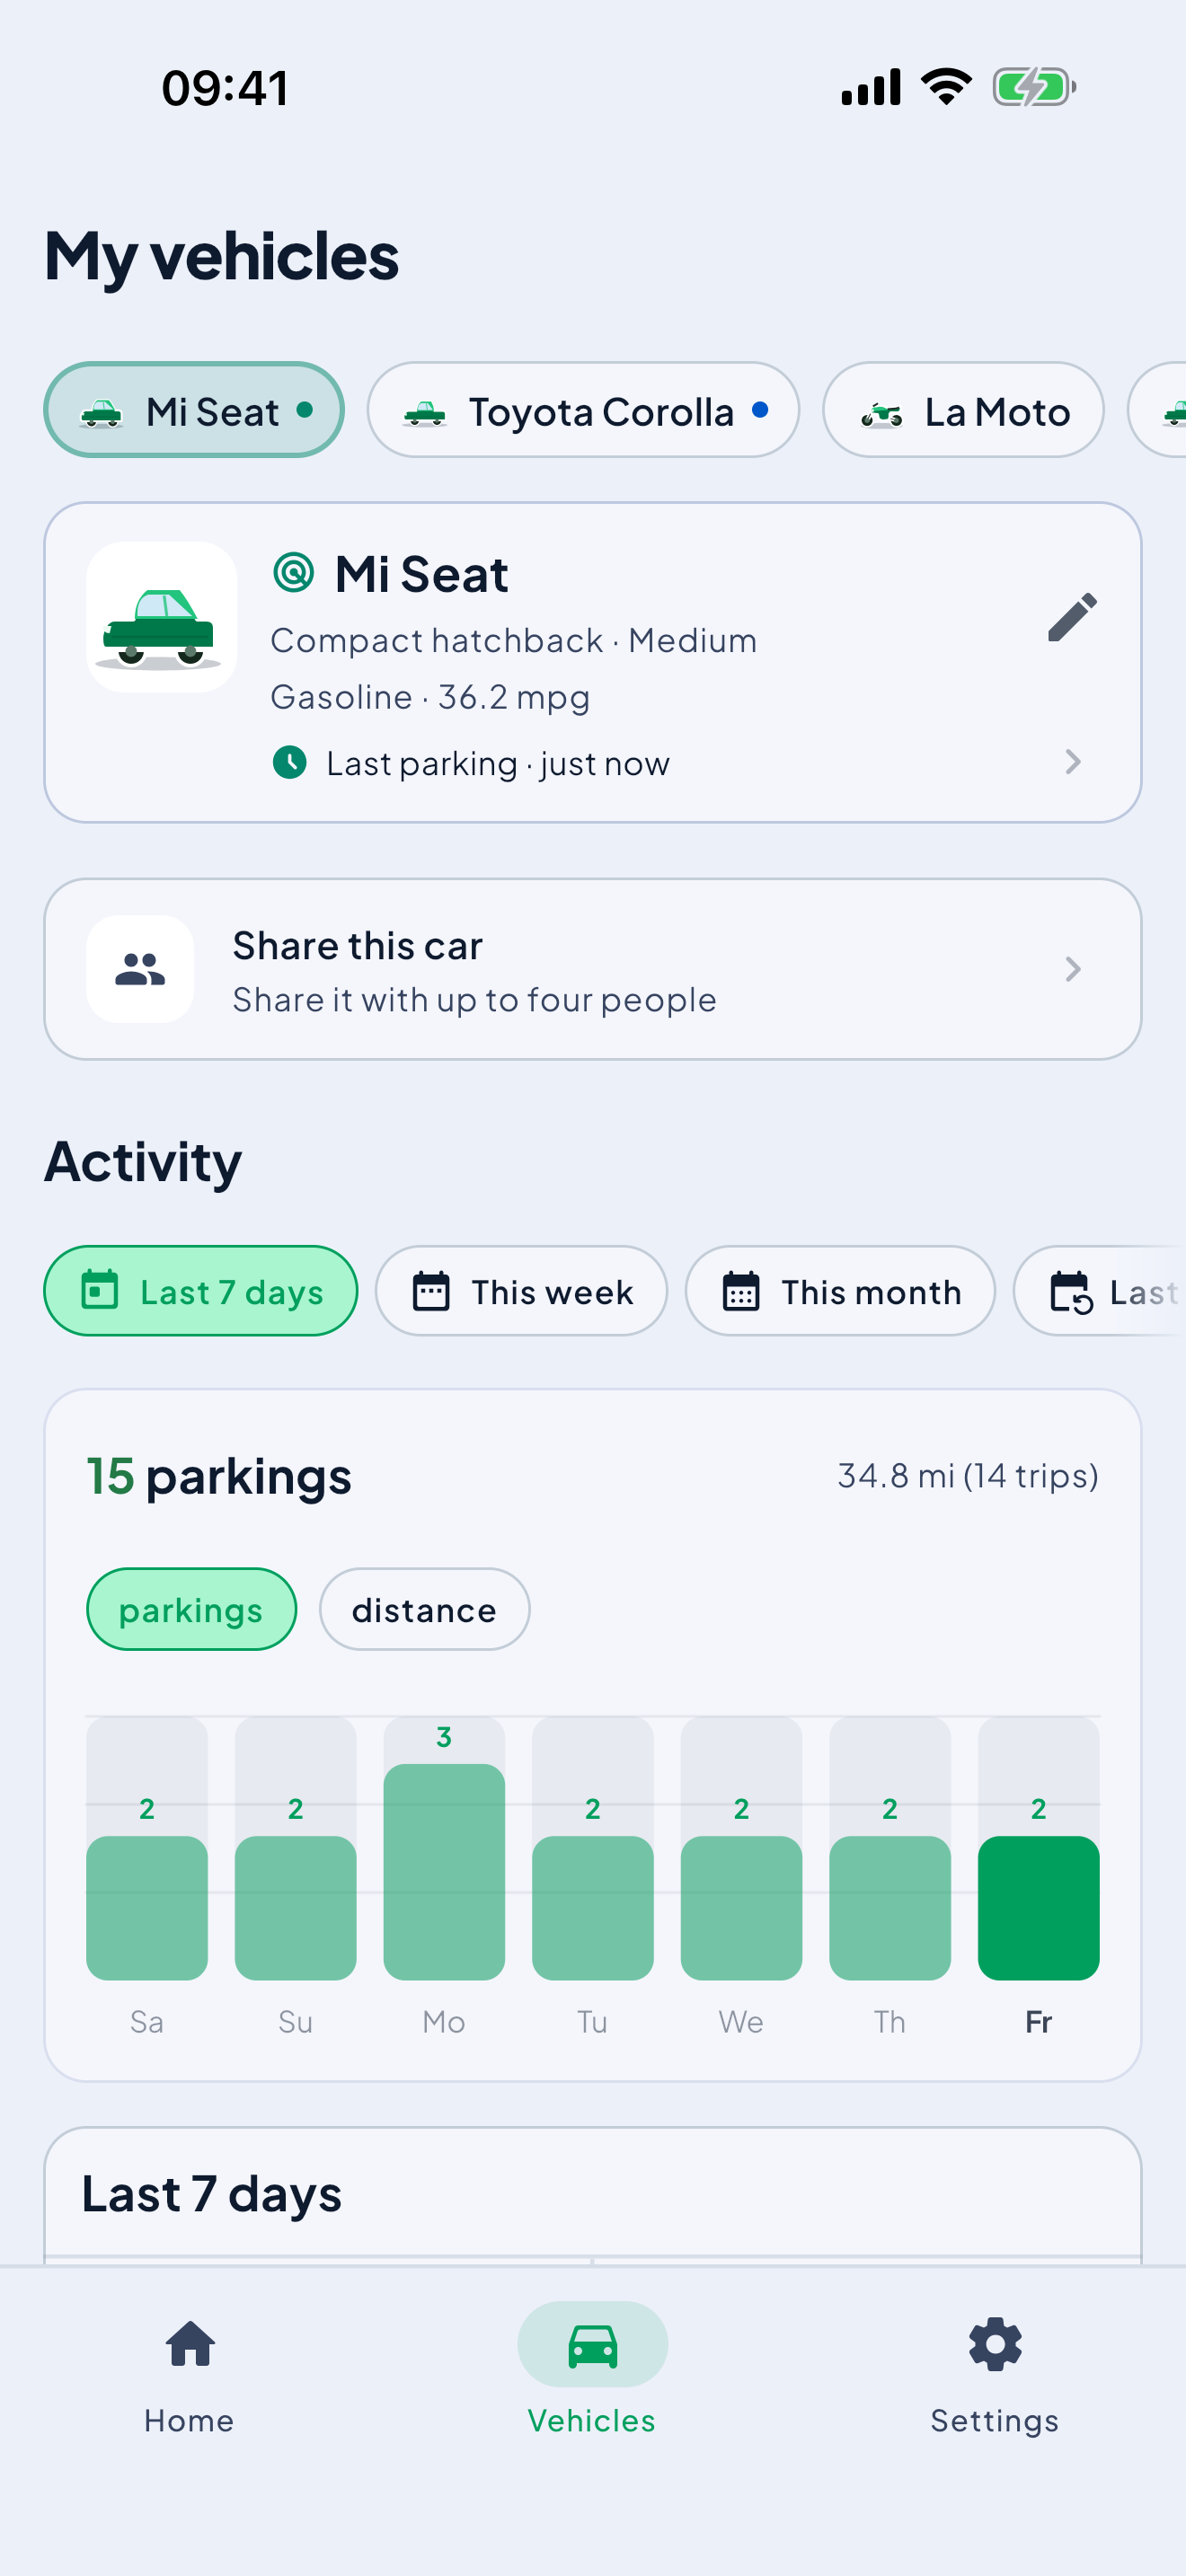 09:41
My vehicles
Mi Seat
Toyota Corolla
La Moto
Mi Seat
Compact hatchback · Medium
Gasoline · 36.2 mpg
Last parking · just now
Share this car
Share it with up to four people
Activity
Last 7 days
This week
This month
Last
15 parkings
34.8 mi (14 trips)
parkings
distance
2
2
3
2
2
2
2
Sa
Su
Mo
Tu
We
Th
Fr
Last 7 days
Home
Vehicles
Settings